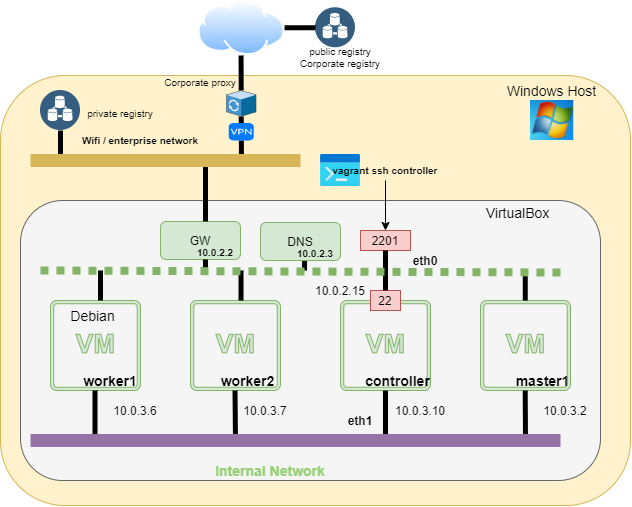 public registry
Corporate registry
Corporate proxy
Windows Host
private registry
VPN
Wifi / enterprise network
vagrant ssh controller
VirtualBox
GW
10.0.2.2
DNS
10.0.2.3
2201
eth0
10.0.2.15
22
Debian
VM
worker1
VM
worker2
VM
controller
VM
master1
10.0.3.6
10.0.3.7
eth1
10.0.3.10
10.0.3.2
Internal Network